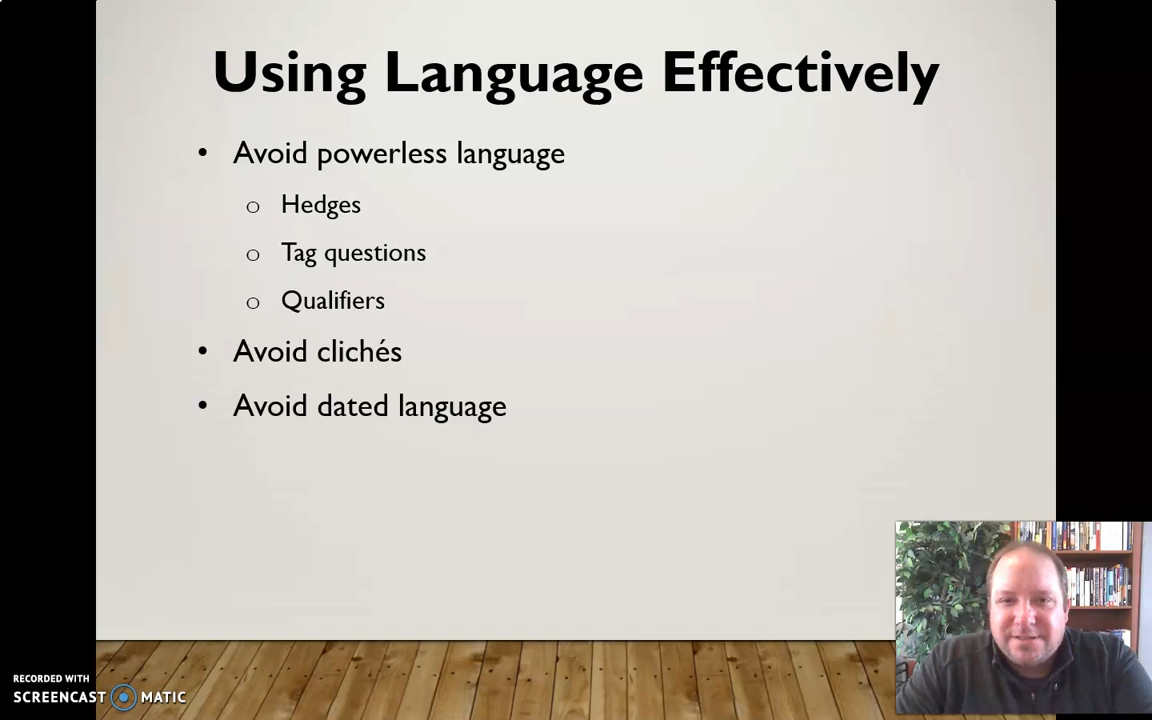 Using Language Effectively
• Avoid powerless language
o Hedges
o Tag questions
o Qualifiers
• Avoid clichés
• Avoid dated language
RECORDED WITH
SCREENCAST MATIC